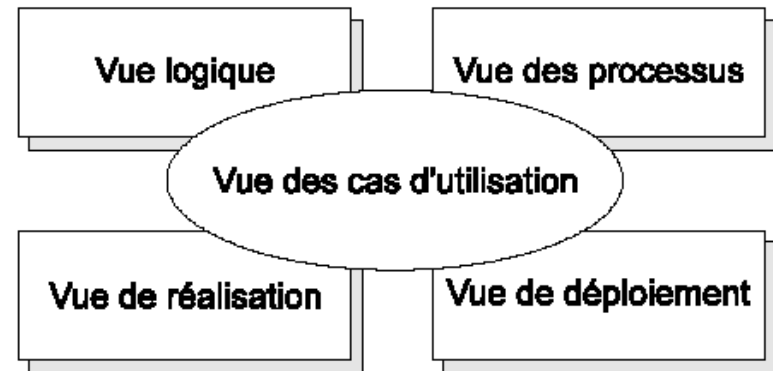 Vue logique
Vue des processus
Vue des cas d'utilisation
Vue de réalisation
Vue de déploiement